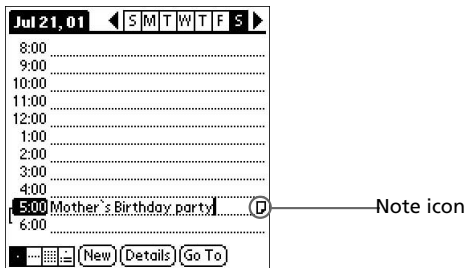 Jul 21, 01 S M T W T F S
8:00
9:00
10:00
11:00
12:00
1:00
2:00
3:00
4:00
5:00 Mother`s Birthday party
Note icon
6:00
New Details Go To